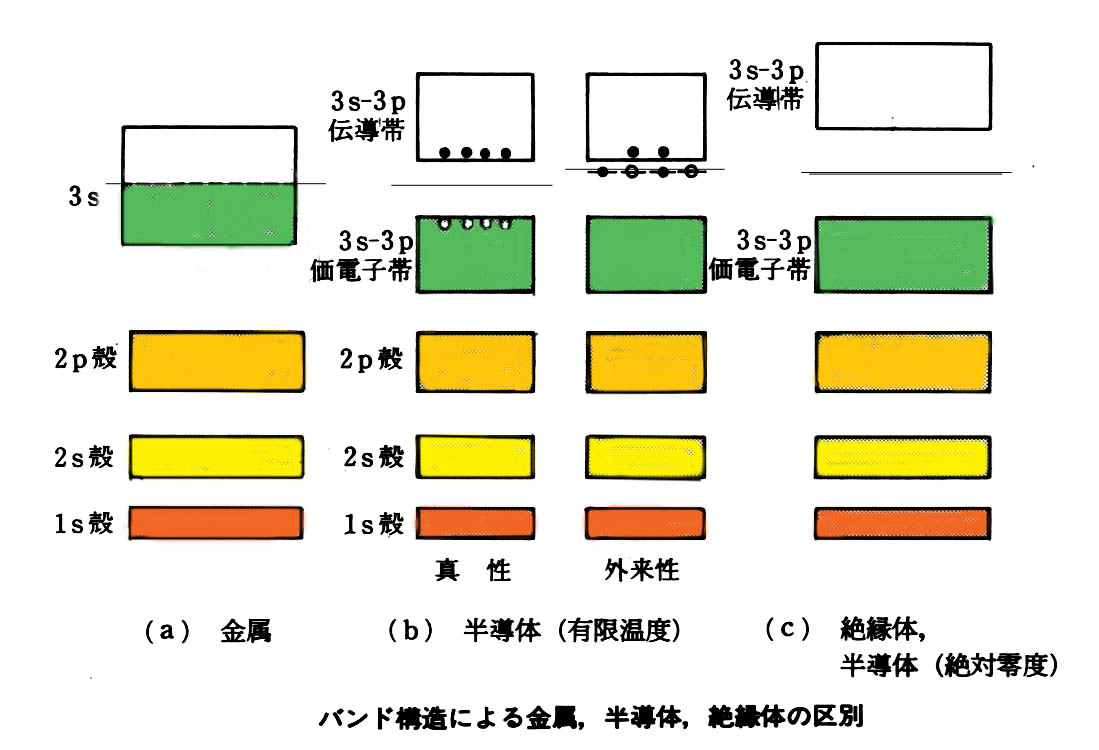 3s-3p
伝導帯
3s-3p
伝導帯
3s
3s-3p
価電子帯
3s-3p
価電子帯
2p殻
2p殻
2s殻
2s殻
1s殻
1s殻
真 性
外来性
(a) 金属
(b) 半導体(有限温度)
(c) 絶縁体,
半導体(絶対零度)
バンド構造による金属, 半導体, 絶縁体の区別